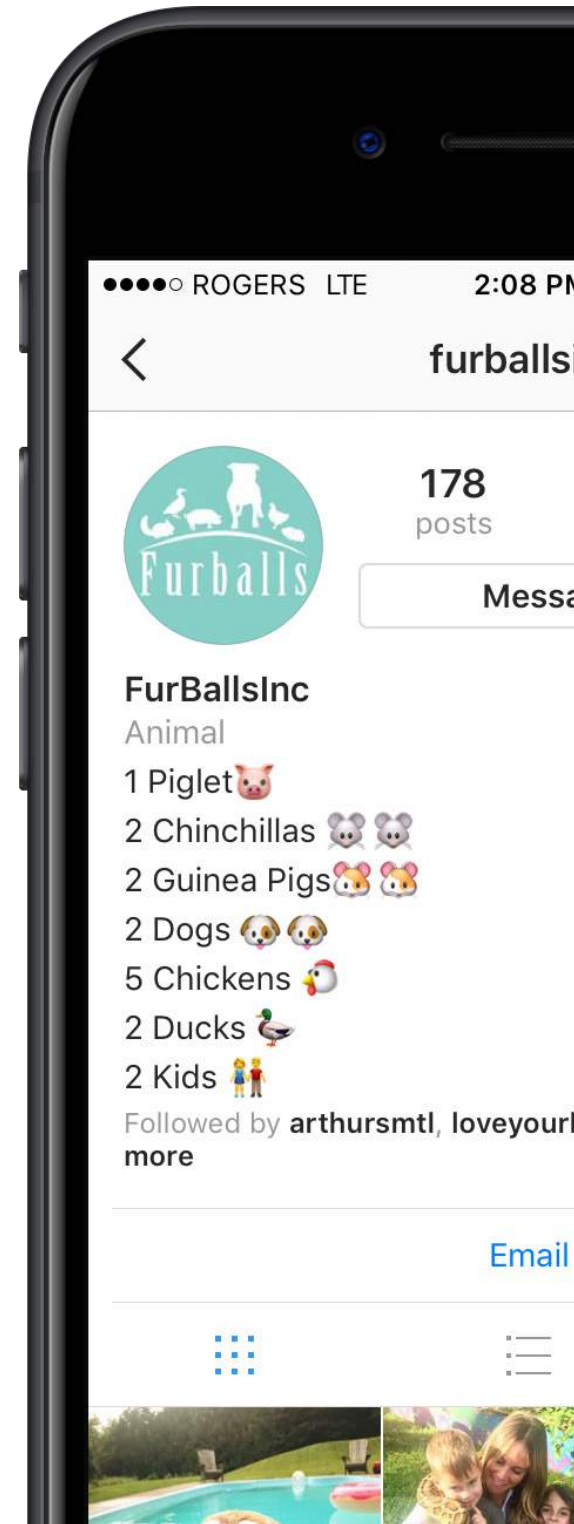 ROGERS LTE 2:08 PM
furballsi
Furballs
178
posts
Messa
FurBallsInc
Animal
1 Piglet🐷
2 Chinchillas 🐭🐭
2 Guinea Pigs🐹🐹
2 Dogs 🐶🐶
5 Chickens 🐔
2 Ducks 🦆
2 Kids 👫
Followed by arthursmtl, loveyourl
more
Email